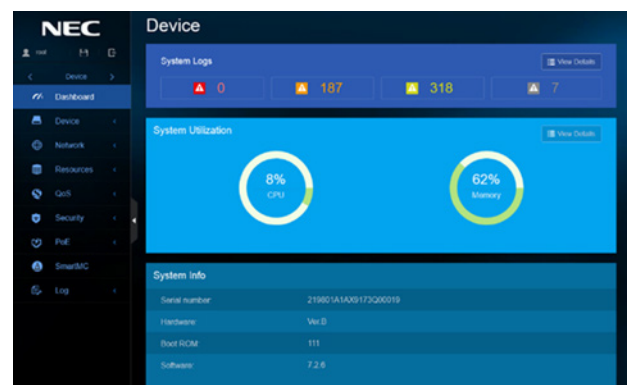 NEC
Device
root
Device
Dashboard
Device
Network
Resources
QoS
Security
PoE
SmartMC
Log
System Logs
View Details
0
187
318
7
System Utilization
View Details
8%
CPU
62%
Memory
System Info
Serial number:
Hardware: Ver.B
Boot ROM: 111
Software: 7.2.6